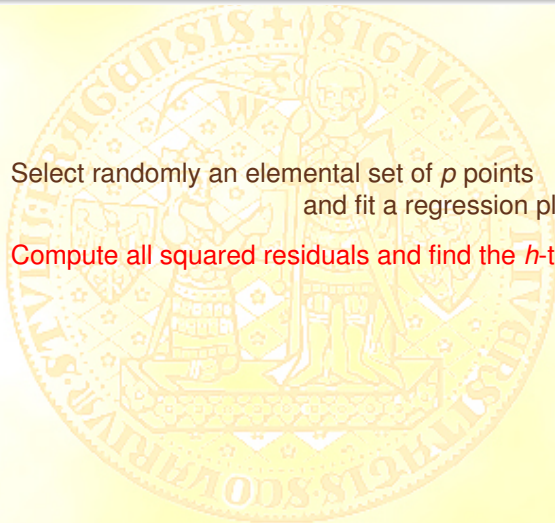 Select randomly an elemental set of p points
and fit a regression pl
Compute all squared residuals and find the h-t